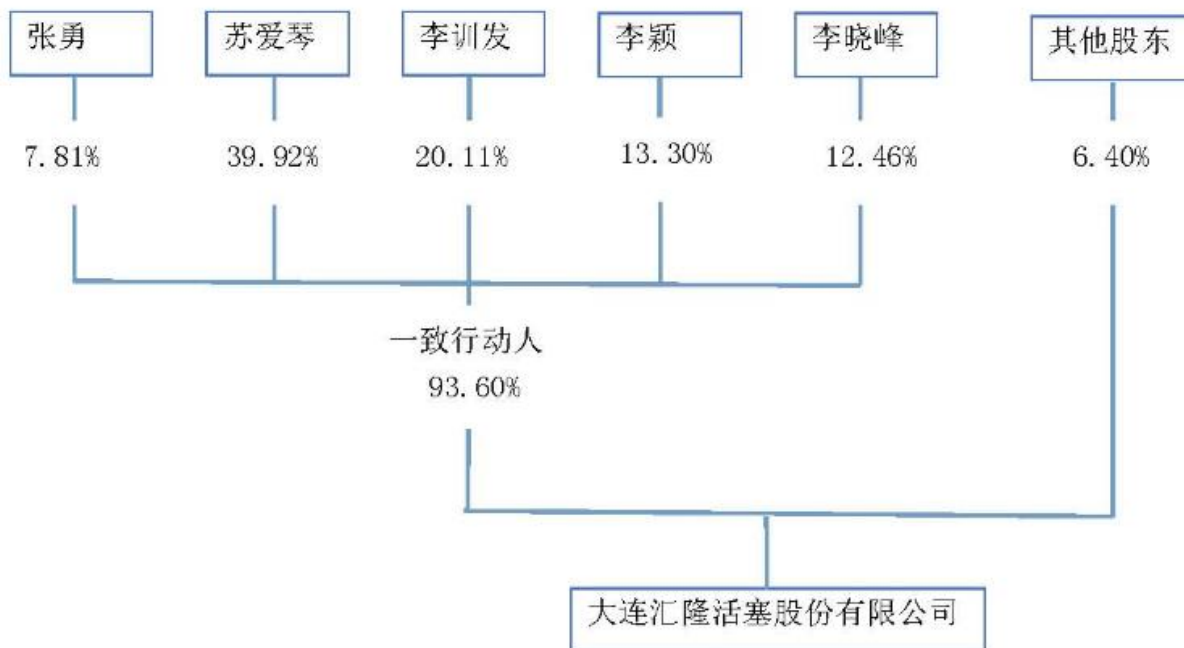 张勇
苏爱琴
李训发
李颖
李晓峰
其他股东
7.81%
39.92%
20.11%
13.30%
12.46%
6.40%
一致行动人
93.60%
大连汇隆活塞股份有限公司